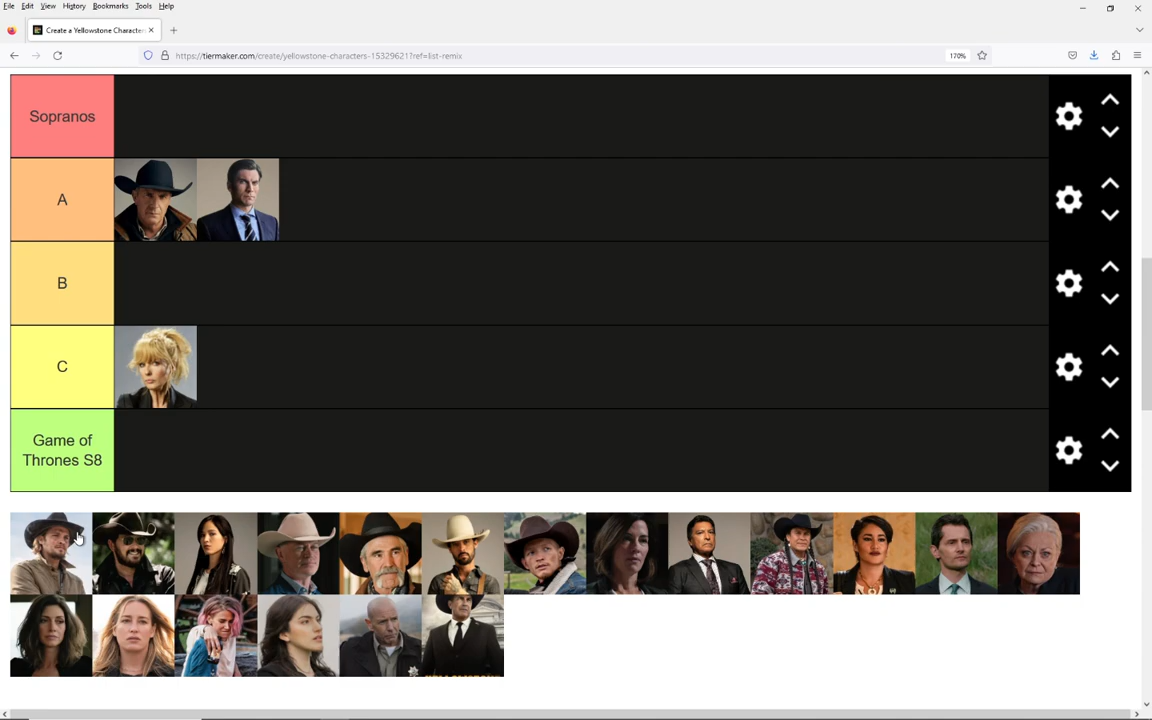 File Edit View History Bookmarks Tools Help
Create a Yellowstone Character
https://tiermaker.com/create/yellowstone-characters-15329621?ref=list-remix
170%
Sopranos
A
B
C
Game of
Thrones S8